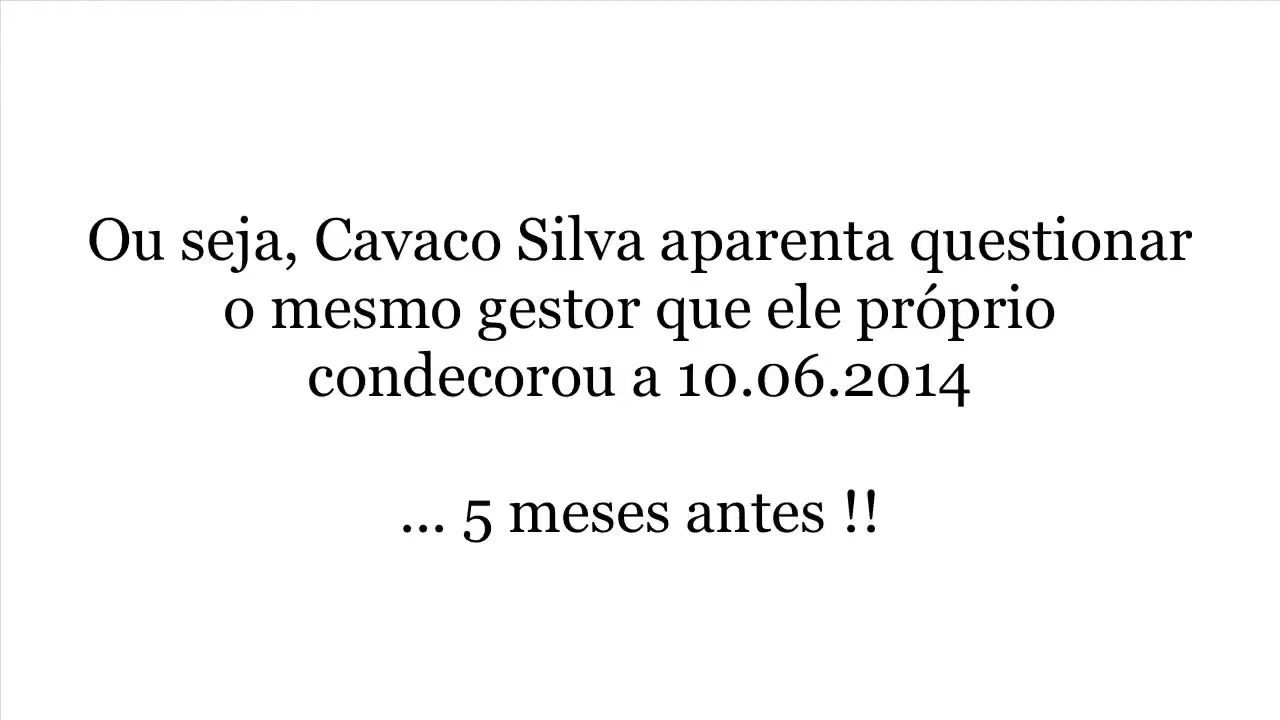 Ou seja, Cavaco Silva aparenta questionar
o mesmo gestor que ele próprio
condecorou a 10.06.2014
... 5 meses antes !!